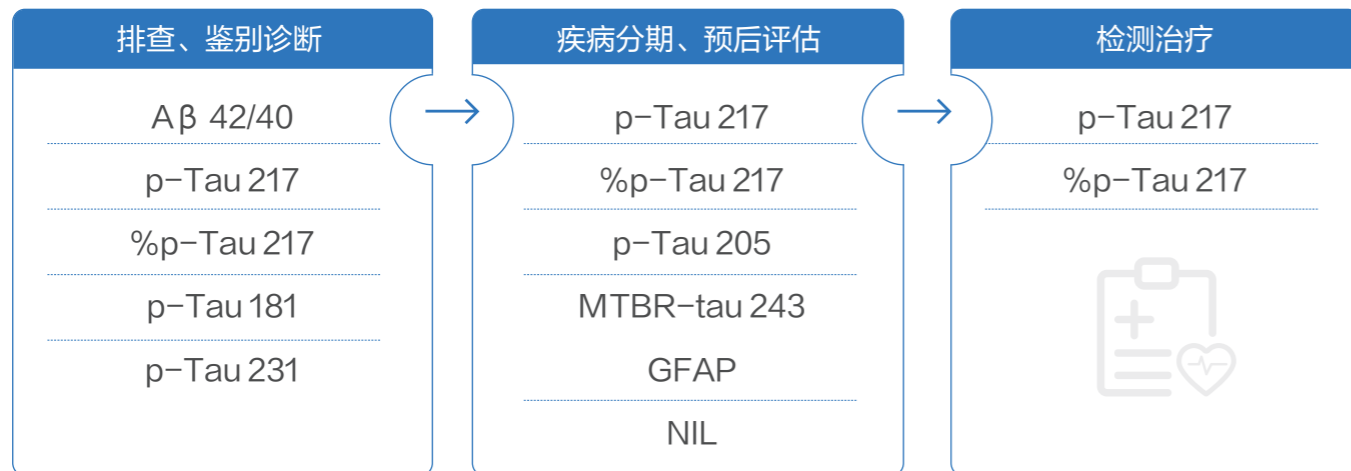 排查、鉴别诊断
Aβ 42/40
p-Tau 217
%p-Tau 217
p-Tau 181
p-Tau 231
疾病分期、预后评估
p-Tau 217
%p-Tau 217
p-Tau 205
MTBR-tau 243
GFAP
NIL
检测治疗
p-Tau 217
%p-Tau 217